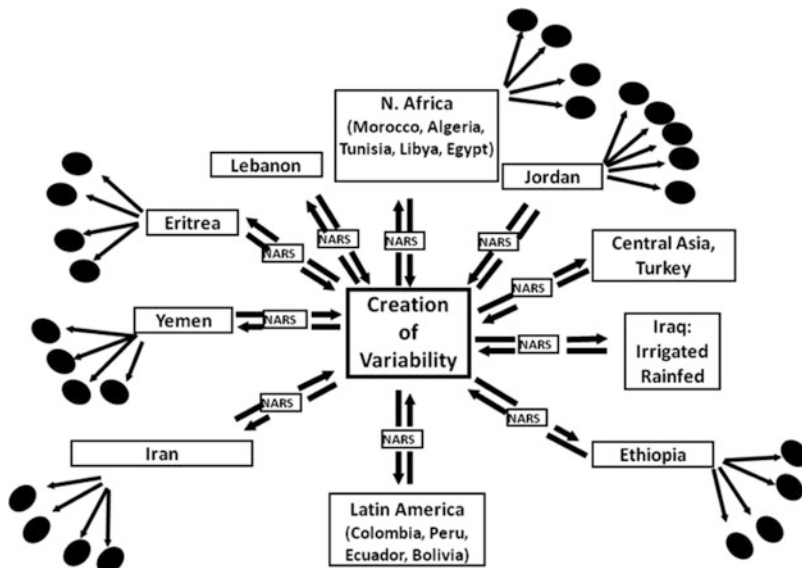 N. Africa
(Morocco, Algeria,
Tunisia, Libya, Egypt)
Lebanon
Jordan
Eritrea
NARS
NARS
NARS
NARS
Central Asia,
Turkey
NARS
Yemen
NARS
Creation
of
Variability
NARS
Iraq:
Irrigated
Rainfed
NARS
NARS
NARS
Iran
Ethiopia
Latin America
(Colombia, Peru,
Ecuador, Bolivia)